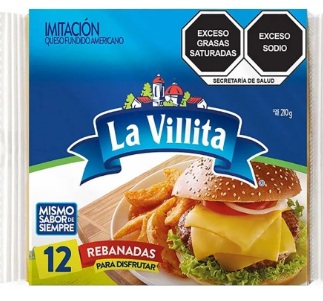 IMITACIÓN
QUESO FUNDIDO AMERICANO
EXCESO
GRASAS
SATURADAS
EXCESO
SODIO
SECRETARÍA DE SALUD
210g
La Villita
MISMO
SABOR DE
SIEMPRE
12
REBANADAS
PARA DISFRUTAR